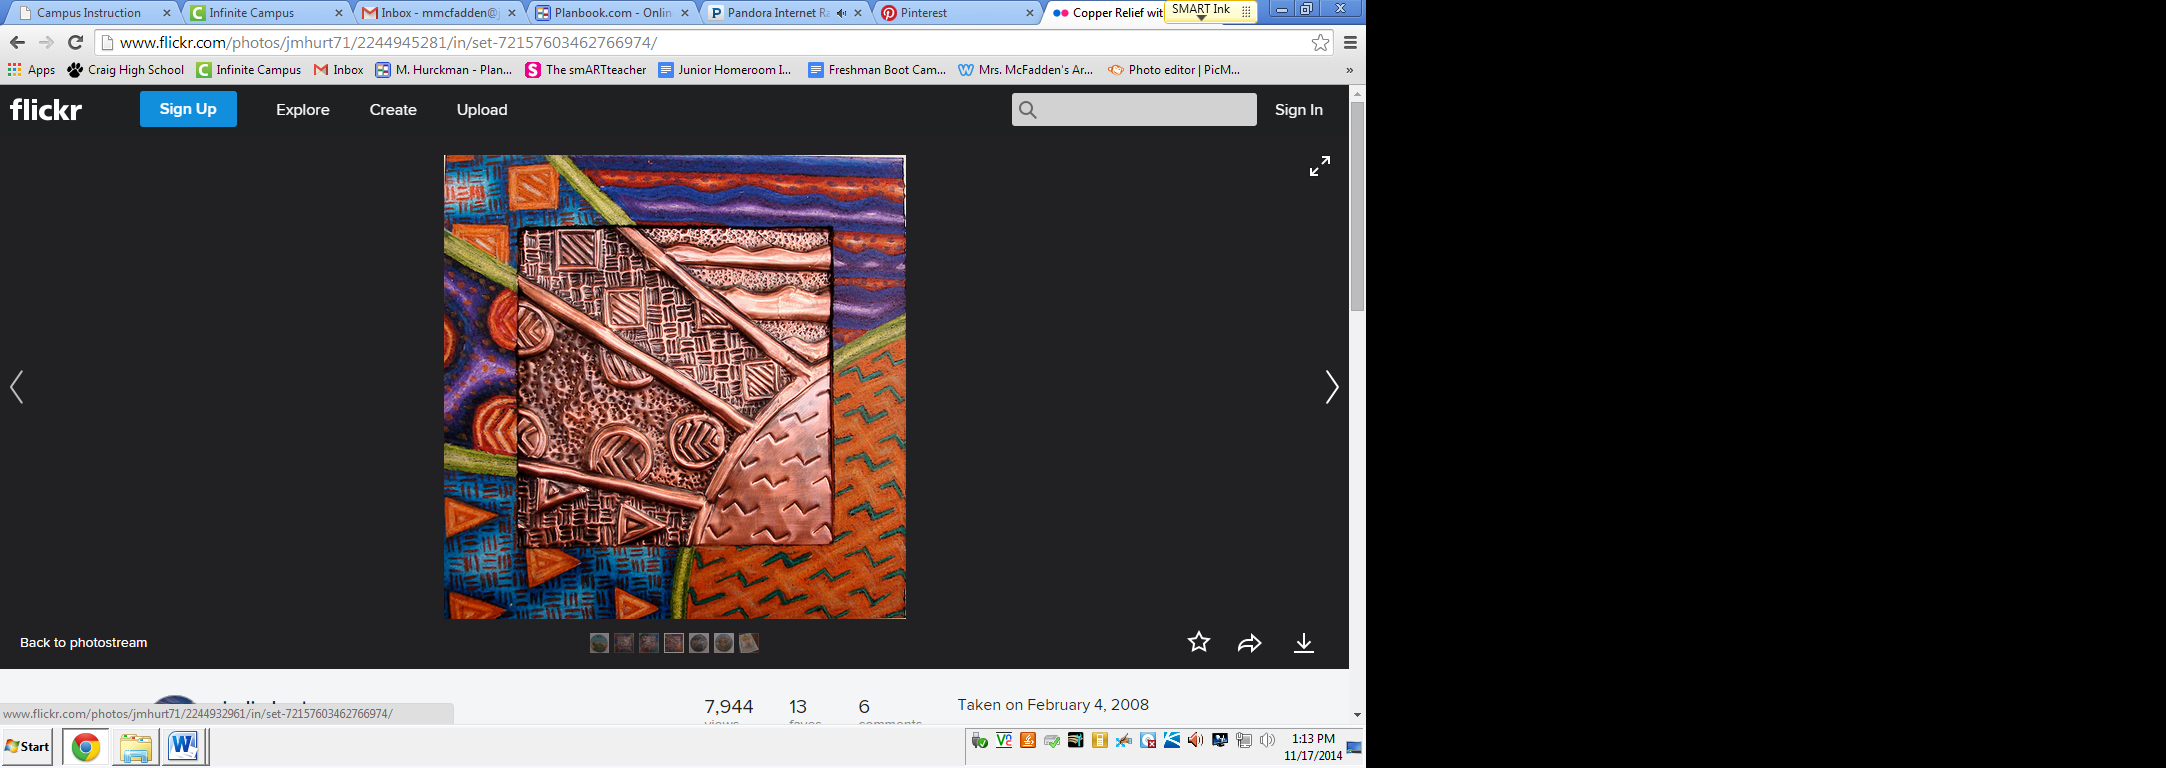 Campus Instruction
Infinite Campus
Inbox - mmcfadden@j
Planbook.com - Onlin
Pandora Internet Ra
Pinterest
Copper Relief wit
SMART Ink
www.flickr.com/photos/jmhurt71/2244945281/in/set-72157603462766974/
Apps
Craig High School
Infinite Campus
Inbox
M. Hurckman - Plan...
The smARTteacher
Junior Homeroom I...
Freshman Boot Cam...
Mrs. McFadden's Ar...
Photo editor | PicM...
»
flickr
Sign Up
Explore
Create
Upload
Sign In
Back to photostream
7,944
views
13
faves
6
comments
Taken on February 4, 2008
www.flickr.com/photos/jmhurt71/2244932961/in/set-72157603462766974/
Start
1:13 PM
11/17/2014